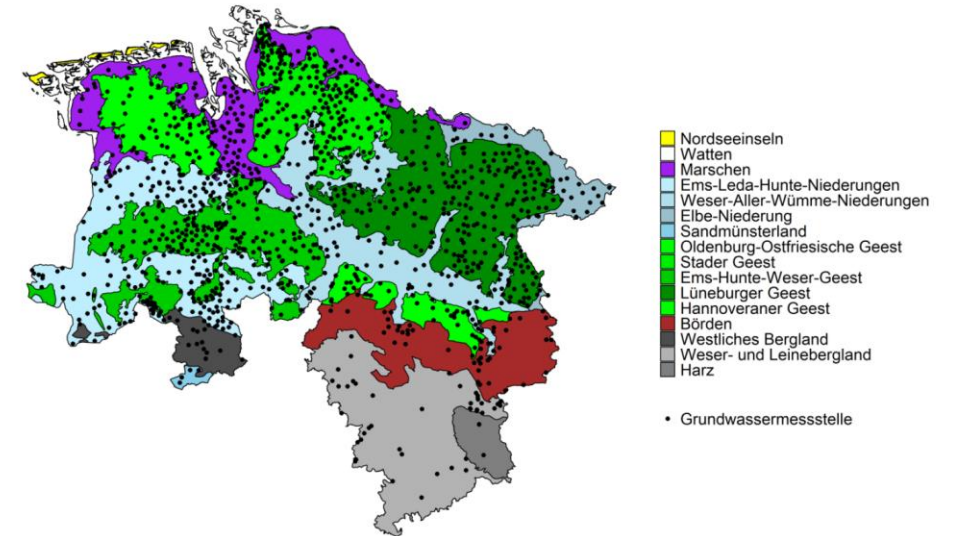 Nordseeinseln
Watten
Marschen
Ems-Leda-Hunte-Niederungen
Weser-Aller-Wümme-Niederungen
Elbe-Niederung
Sandmünsterland
Oldenburg-Ostfriesische Geest
Stader Geest
Ems-Hunte-Weser-Geest
Lüneburger Geest
Hannoveraner Geest
Börden
Westliches Bergland
Weser- und Leinebergland
Harz
Grundwassermessstelle